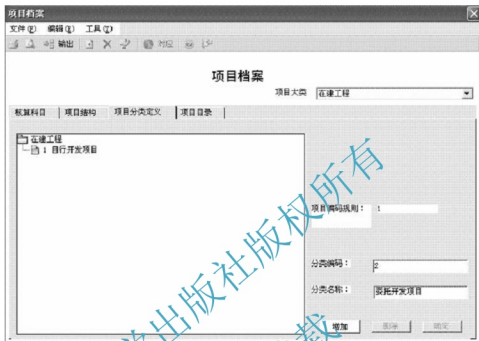 项目档案
文件(F) 编辑(E) 工具(T)
输出
项目档案
项目大类 在建工程
核算科目 项目结构 项目分类定义 项目目录
在建工程
1 自行开发项目
项目编码规则： 1
分类编码： 2
分类名称： 委托开发项目
增加 删除 确定
出版社版权所有